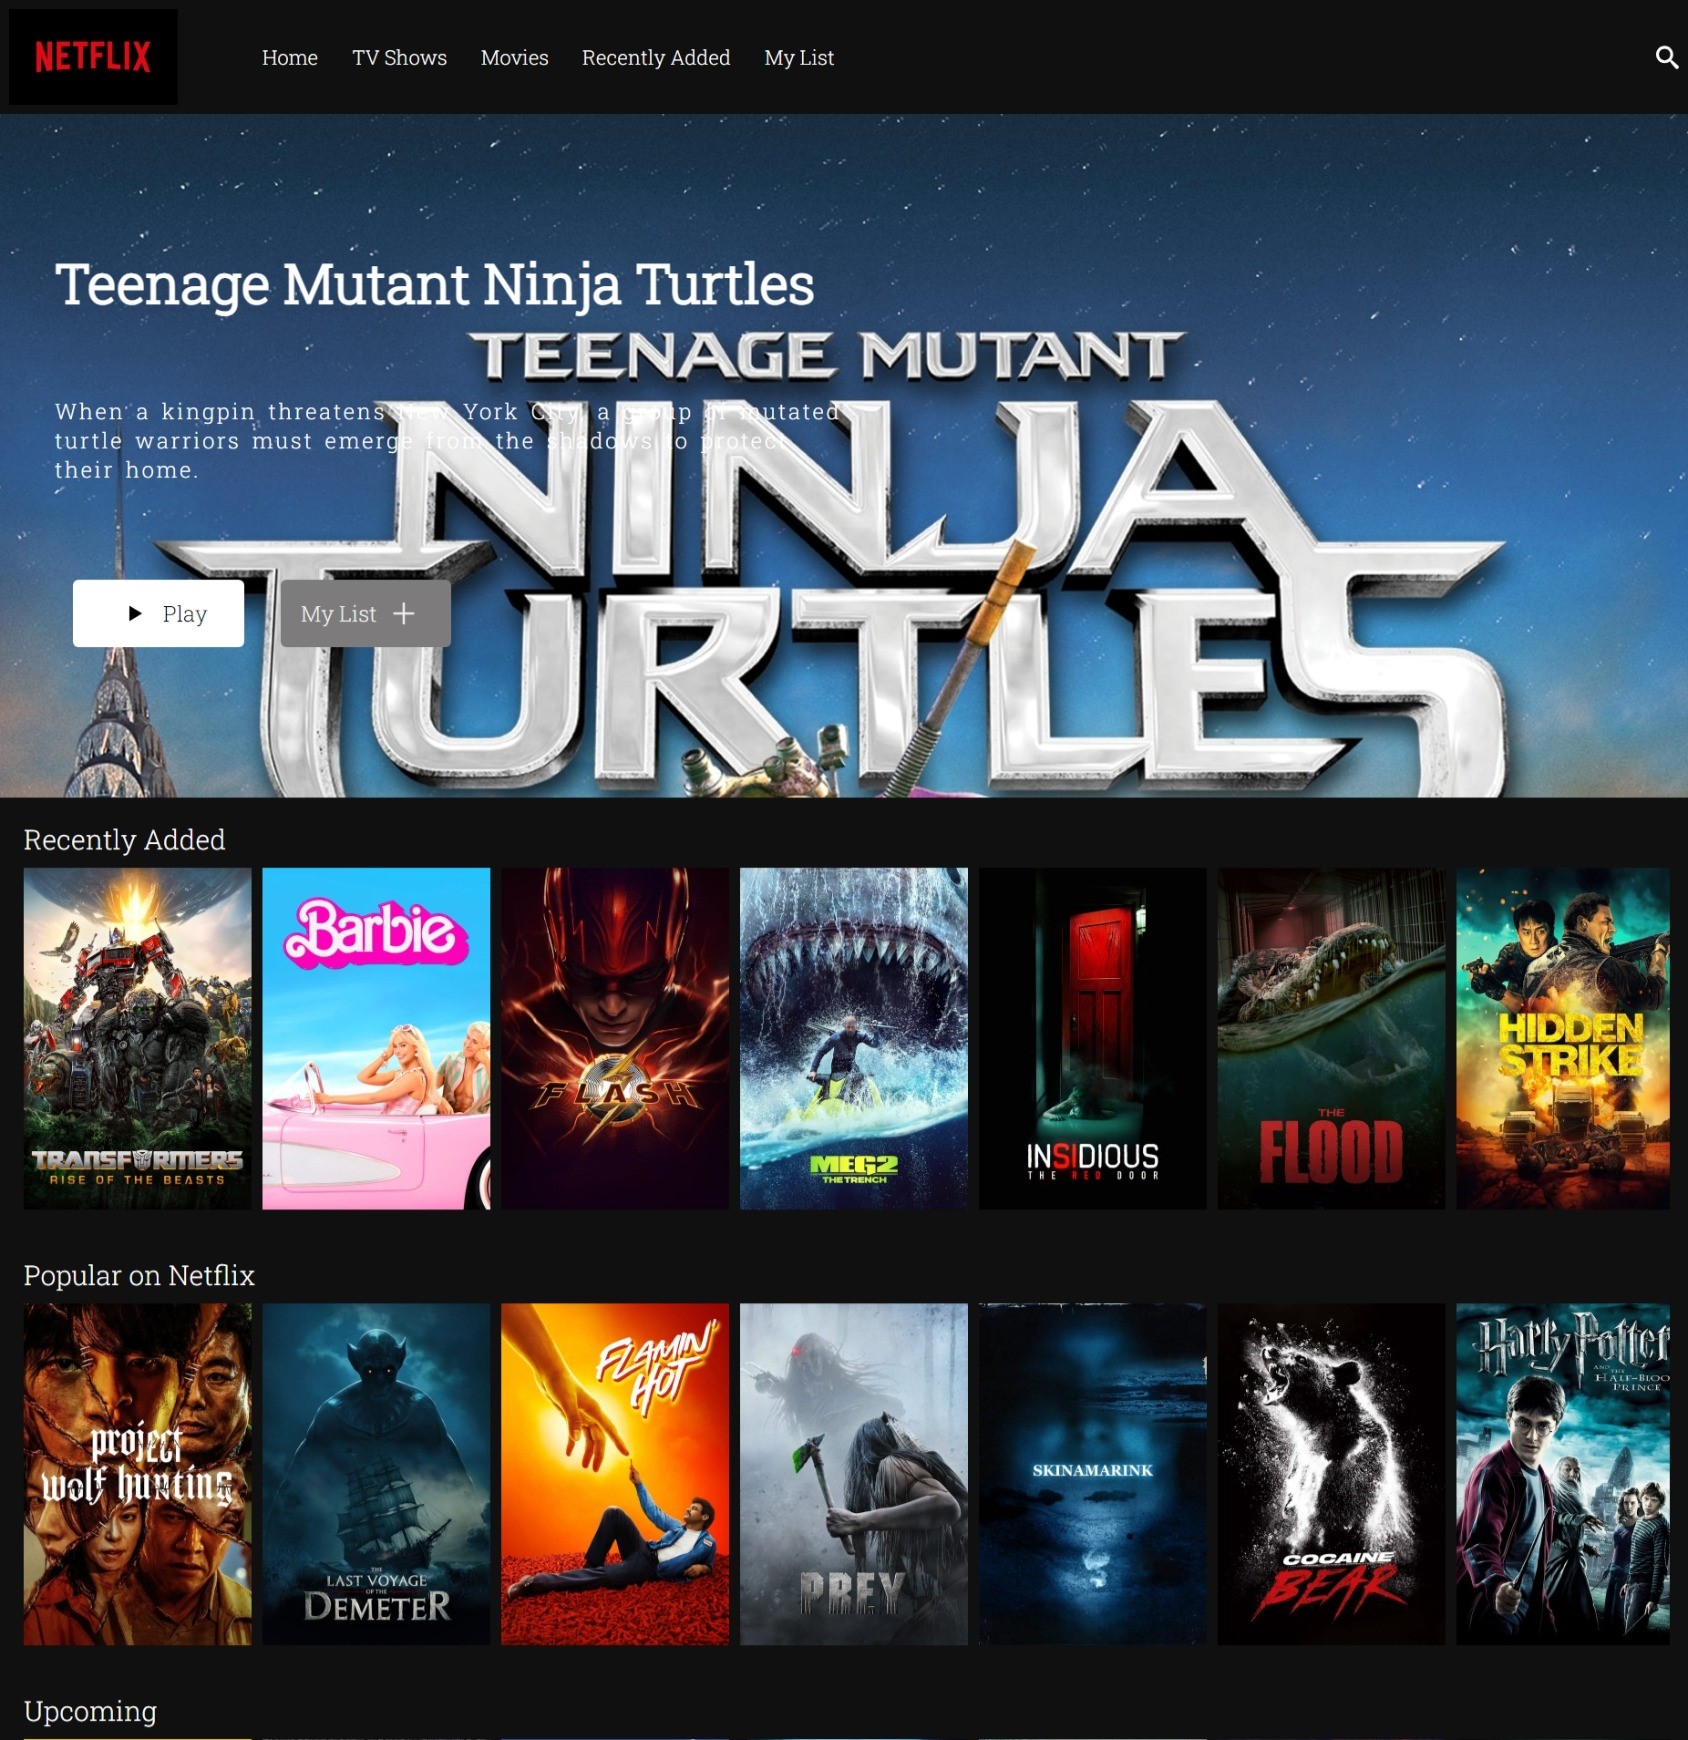 NETFLIX
Home
TV Shows
Movies
Recently Added
My List
Teenage Mutant Ninja Turtles
TEENAGE MUTANT
NINJA
TURTLES
When a kingpin threatens New York City, a group of mutated
turtle warriors must emerge from the shadows to protect
their home.
Play
My List
Recently Added
TRANSFORMERS
RISE OF THE BEASTS
Barbie
FLASH
MEG2
THE TRENCH
INSIDIOUS
THE RED DOOR
THE
FLOOD
HIDDEN
STRIKE
Popular on Netflix
project
wolf hunting
THE
LAST VOYAGE
OF THE
DEMETER
FLAMIN'
HOT
PREY
SKINAMARINK
COCAINE
BEAR
Harry Potter
AND THE
HALF-BLOO
PRINCE
Upcoming